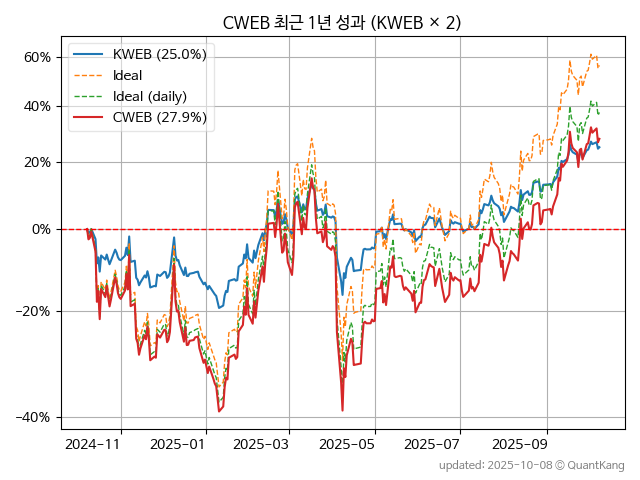 CWEB 최근 1년 성과 (KWEB × 2)
KWEB (25.0%)
Ideal
Ideal (daily)
CWEB (27.9%)
60%
40%
20%
0%
−20%
−40%
2024-11
2025-01
2025-03
2025-05
2025-07
2025-09
updated: 2025-10-08 © QuantKang